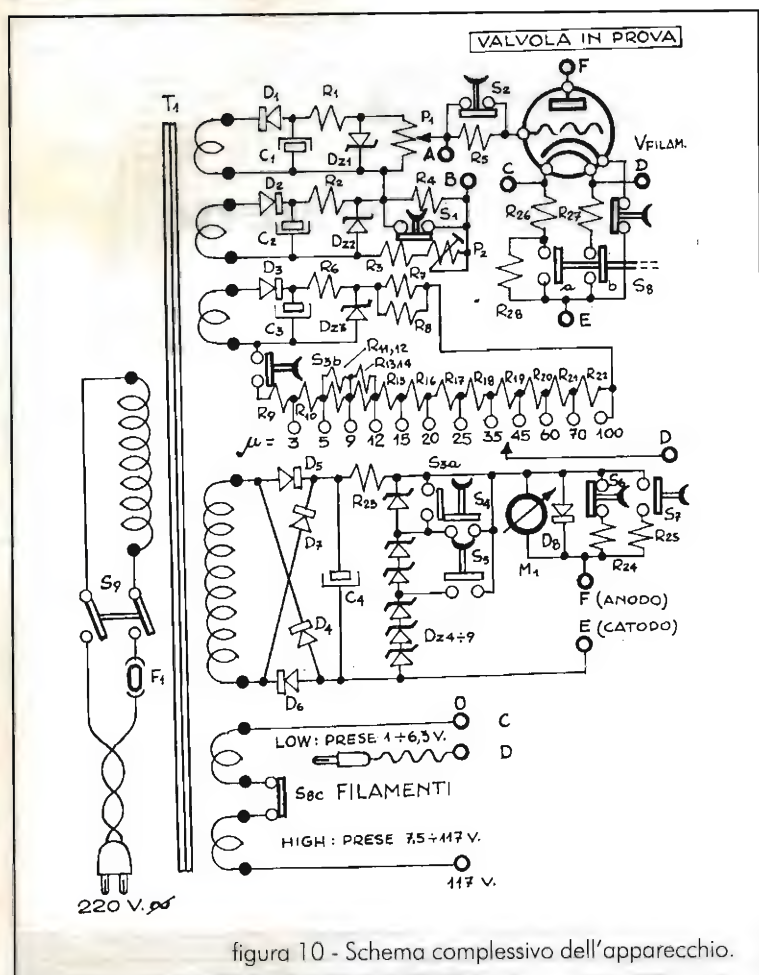 VALVOLA IN PROVA
F
T1
D1
R1
P1
S2
C1
DZ1
A
R5
VFILAM.
C
D
D2
R2
R4
B
S1
C2
DZ2
R3
P2
R26
R27
D3
R6
R7
a
b
S8
C3
DZ3
R8
R28
E
S3b
R11,12
R13,14
R9
R10
R15
R16
R17
R18
R19
R20
R21
R22
μ= 3 5 9 12 15 20 25 35 45 60 70 100
D
D5
R23
S3a
S4
S6
S7
D7
S5
M1
D8
R24
R25
C4
D4
DZ4÷9
F (ANODO)
E (CATODO)
D6
S9
F1
O C
LOW: PRESE 1÷6,3 V.
D
S8c FILAMENTI
HIGH: PRESE 7,5÷117 V.
117 V.
220 V.
figura 10 - Schema complessivo dell'apparecchio.